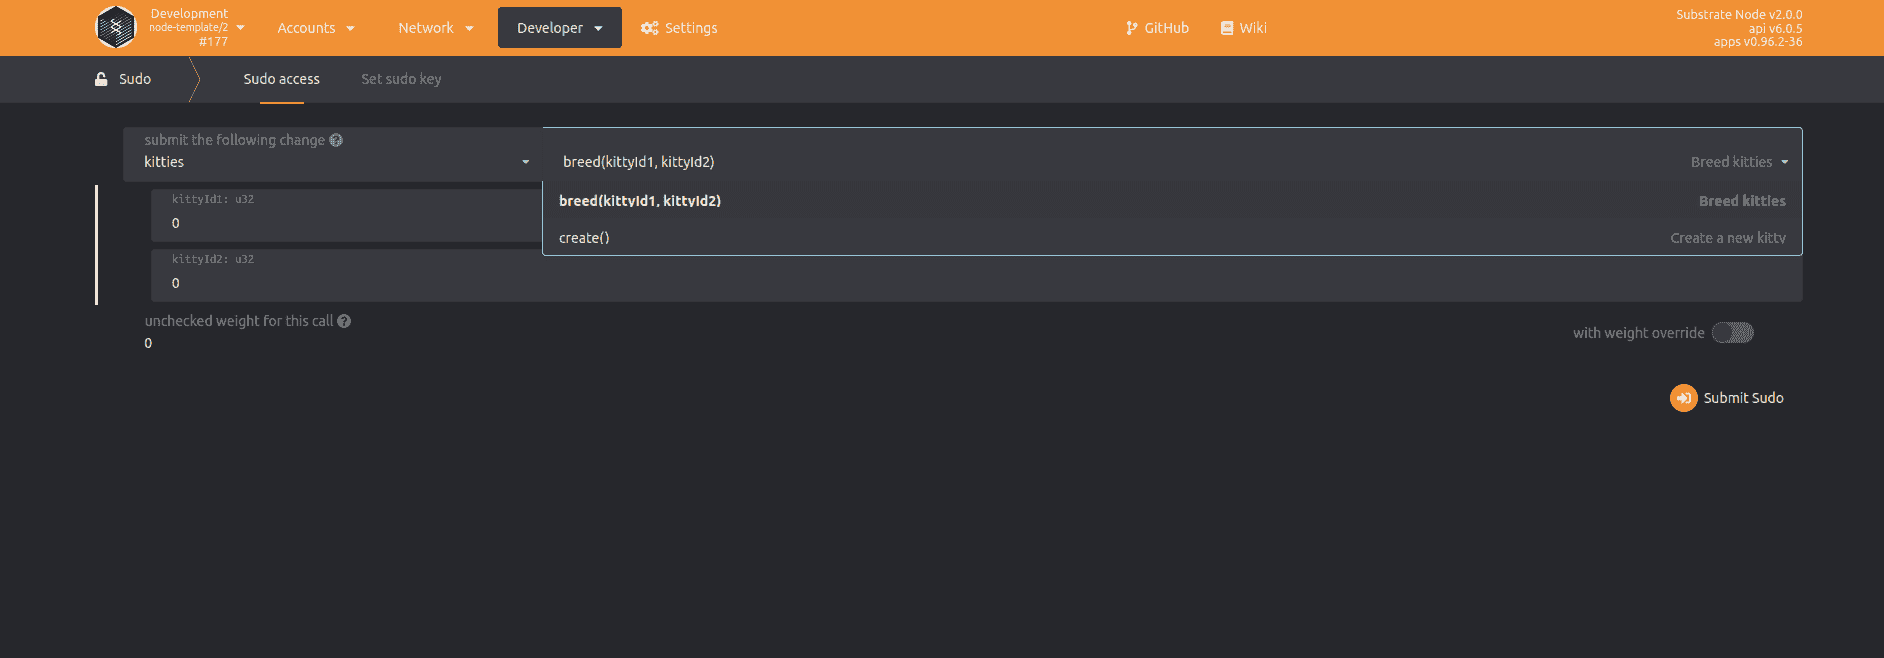 Development
node-template/2
#177
Accounts
Network
Developer
Settings
GitHub
Wiki
Substrate Node v2.0.0
api v6.0.5
apps v0.96.2-36
Sudo
Sudo access
Set sudo key
submit the following change
kitties
breed(kittyId1, kittyId2)
Breed kitties
breed(kittyId1, kittyId2)
Breed kitties
create()
Create a new kitty
kittyId1: u32
0
kittyId2: u32
0
unchecked weight for this call
0
with weight override
Submit Sudo